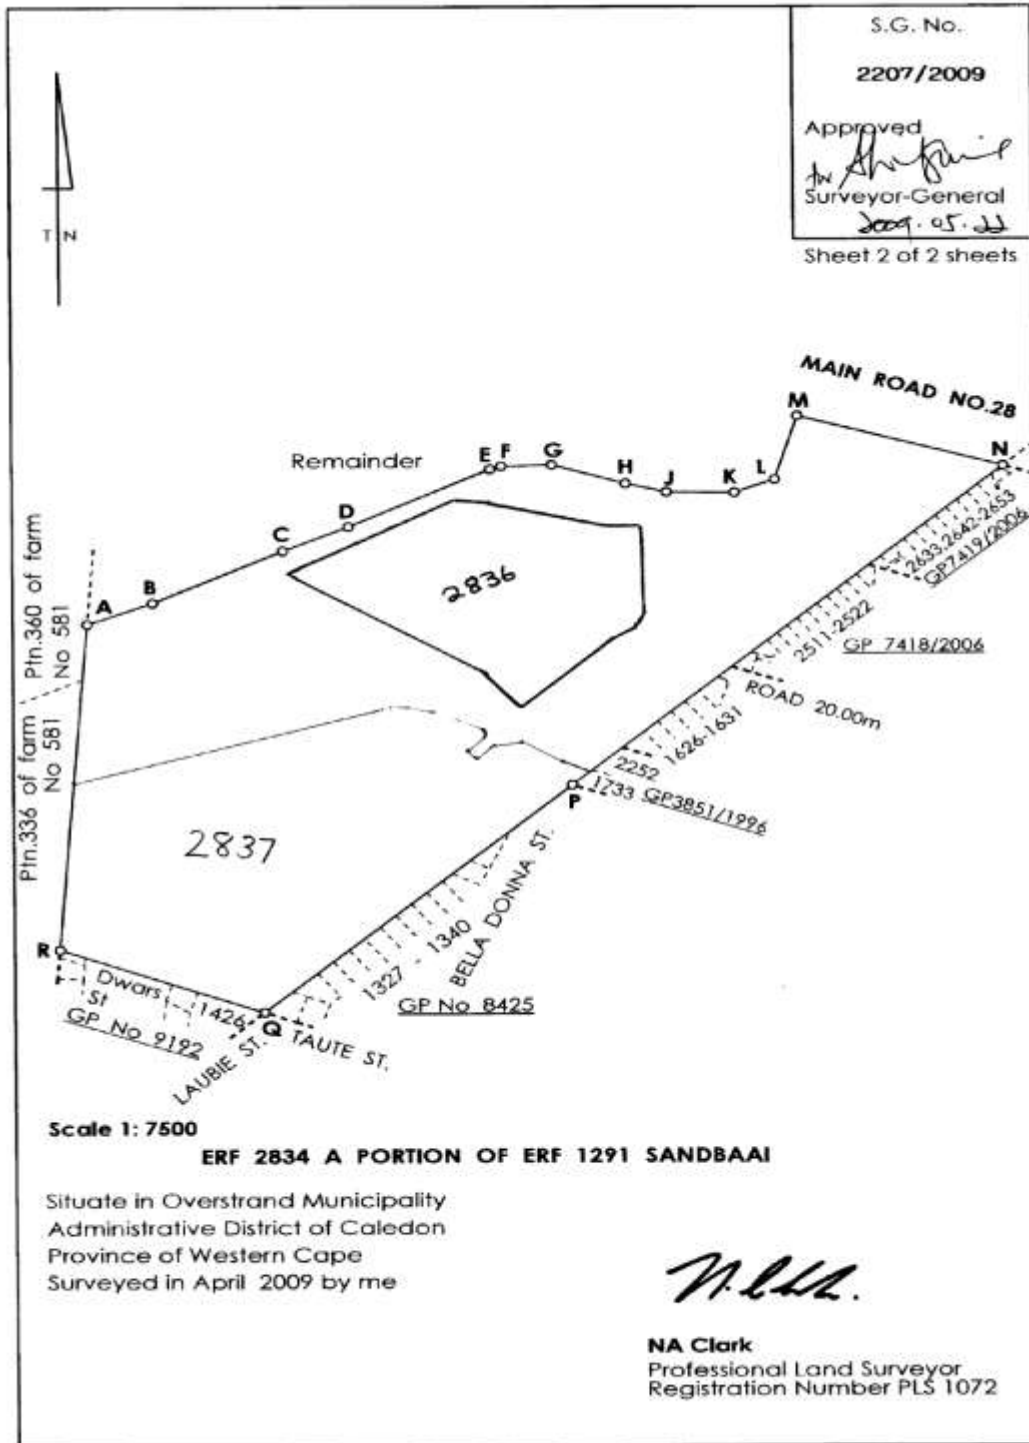 S.G. No.
2207/2009
Approved
for
Surveyor-General
2009.05.22
Sheet 2 of 2 sheets
T N
MAIN ROAD NO.28
M
N
Remainder
E F G
H
J
K
L
D
C
B
A
Ptn.360 of farm
No 581
Ptn.336 of farm
No 581
2836
2633,2642-2653
GP7419/2006
2511-2522
GP 7418/2006
ROAD 20.00m
1626-1631
2252
1733 GP3851/1996
P
2837
BELLA DONNA ST.
1327 - 1340
GP No 8425
R
Dwars
St
1426
GP No 9192
Q
TAUTE ST.
LAUBIE ST.
Scale 1: 7500
ERF 2834 A PORTION OF ERF 1291 SANDBAAI
Situate in Overstrand Municipality
Administrative District of Caledon
Province of Western Cape
Surveyed in April 2009 by me
NA Clark
Professional Land Surveyor
Registration Number PLS 1072